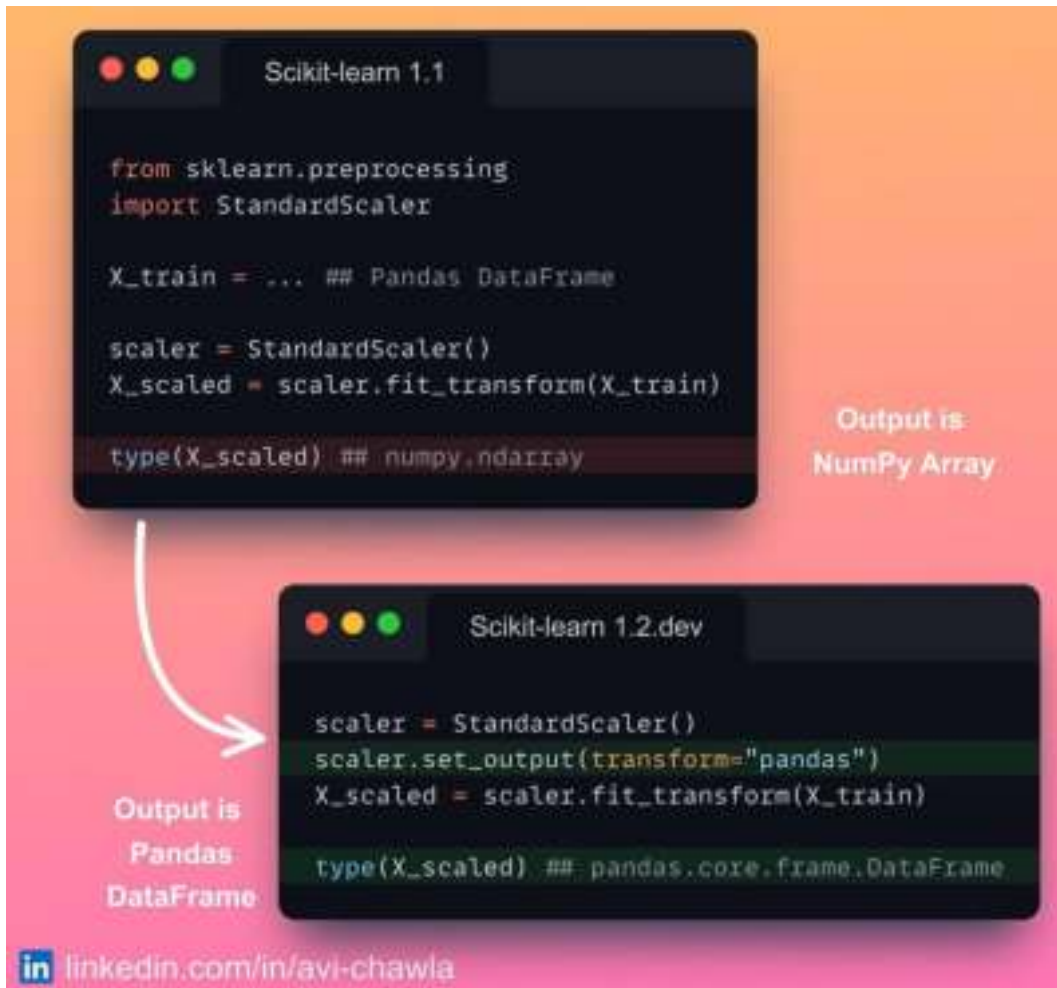 Scikit-learn 1.1
from sklearn.preprocessing
import StandardScaler
X_train = ... ## Pandas DataFrame
scaler = StandardScaler()
X_scaled = scaler.fit_transform(X_train)
type(X_scaled) ## numpy.ndarray
Output is
NumPy Array
Scikit-learn 1.2.dev
scaler = StandardScaler()
scaler.set_output(transform="pandas")
X_scaled = scaler.fit_transform(X_train)
type(X_scaled) ## pandas.core.frame.DataFrame
Output is
Pandas
DataFrame
in linkedin.com/in/avi-chawla